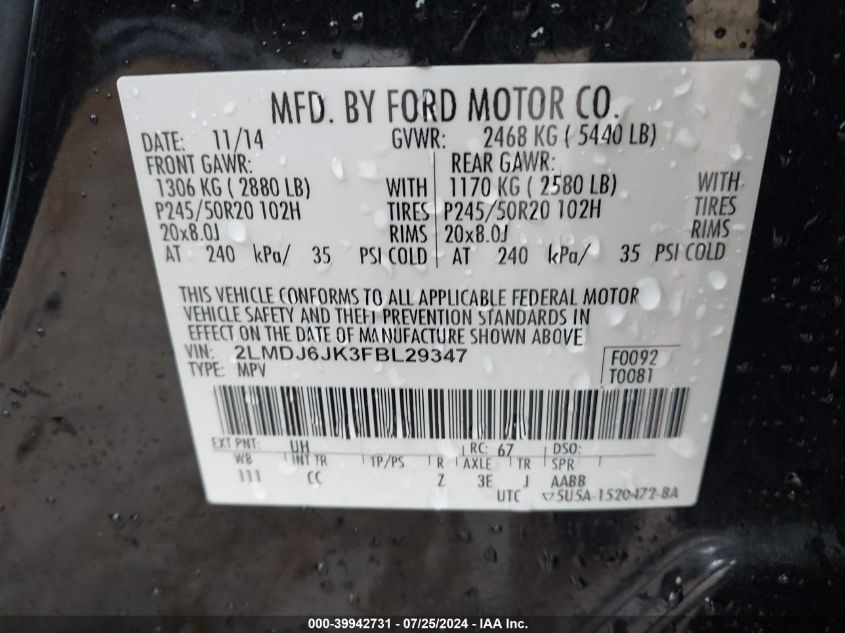 MFD. BY FORD MOTOR CO.
DATE: 11/14 GVWR: 2468 KG ( 5440 LB)
FRONT GAWR: REAR GAWR:
1306 KG ( 2880 LB) WITH 1170 KG ( 2580 LB) WITH
P245/50R20 102H TIRES P245/50R20 102H TIRES
20x8.0J RIMS 20x8.0J RIMS
AT 240 kPa/ 35 PSI COLD AT 240 kPa/ 35 PSI COLD
THIS VEHICLE CONFORMS TO ALL APPLICABLE FEDERAL MOTOR
VEHICLE SAFETY AND THEFT PREVENTION STANDARDS IN
EFFECT ON THE DATE OF MANUFACTURE SHOWN ABOVE.
VIN: 2LMDJ6JK3FBL29347 F0092
TYPE: MPV T0081
EXT PNT: UH RC: 67 DSO:
WB INT TR TP/PS R AXLE TR SPR
111 CC Z 3E J AABB
UTC ▽5U5A-1520472-BA
000-39942731 - 07/25/2024 - IAA Inc.